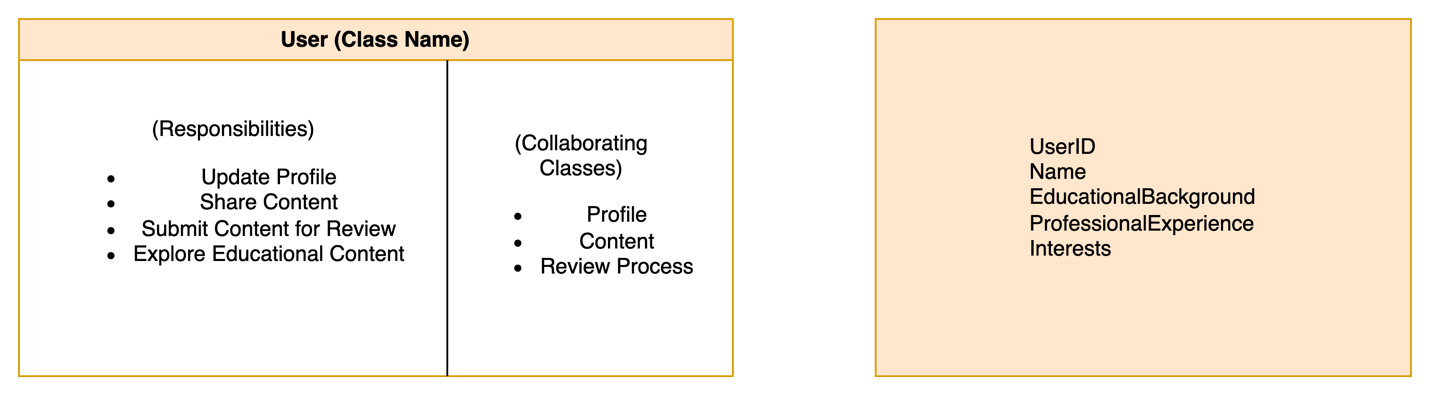 User (Class Name)
(Responsibilities)
• Update Profile
• Share Content
• Submit Content for Review
• Explore Educational Content
(Collaborating
Classes)
• Profile
• Content
• Review Process
UserID
Name
EducationalBackground
ProfessionalExperience
Interests